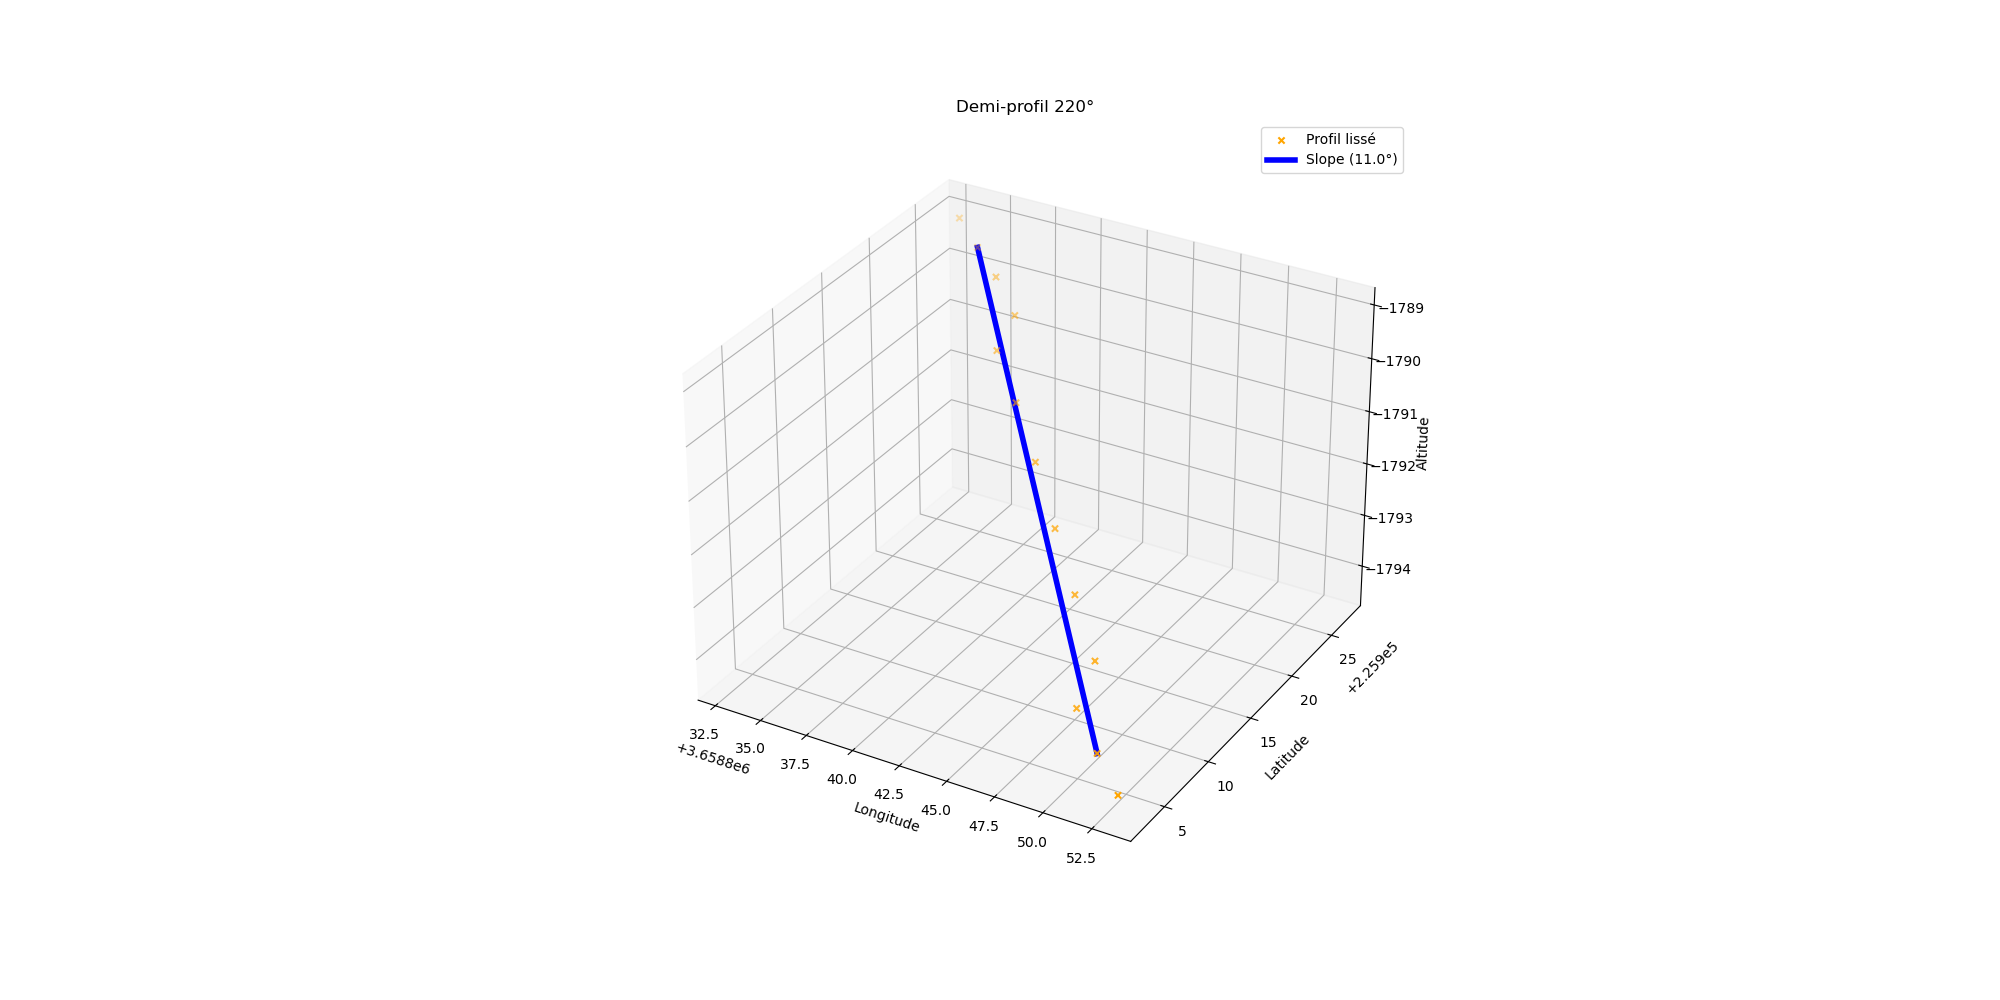 Demi-profil 220°
Profil lissé
Slope (11.0°)
−1789
−1790
−1791
−1792
−1793
−1794
Altitude
25
20
15
10
5
+2.259e5
Latitude
32.5
35.0
37.5
40.0
42.5
45.0
47.5
50.0
52.5
+3.6588e6
Longitude